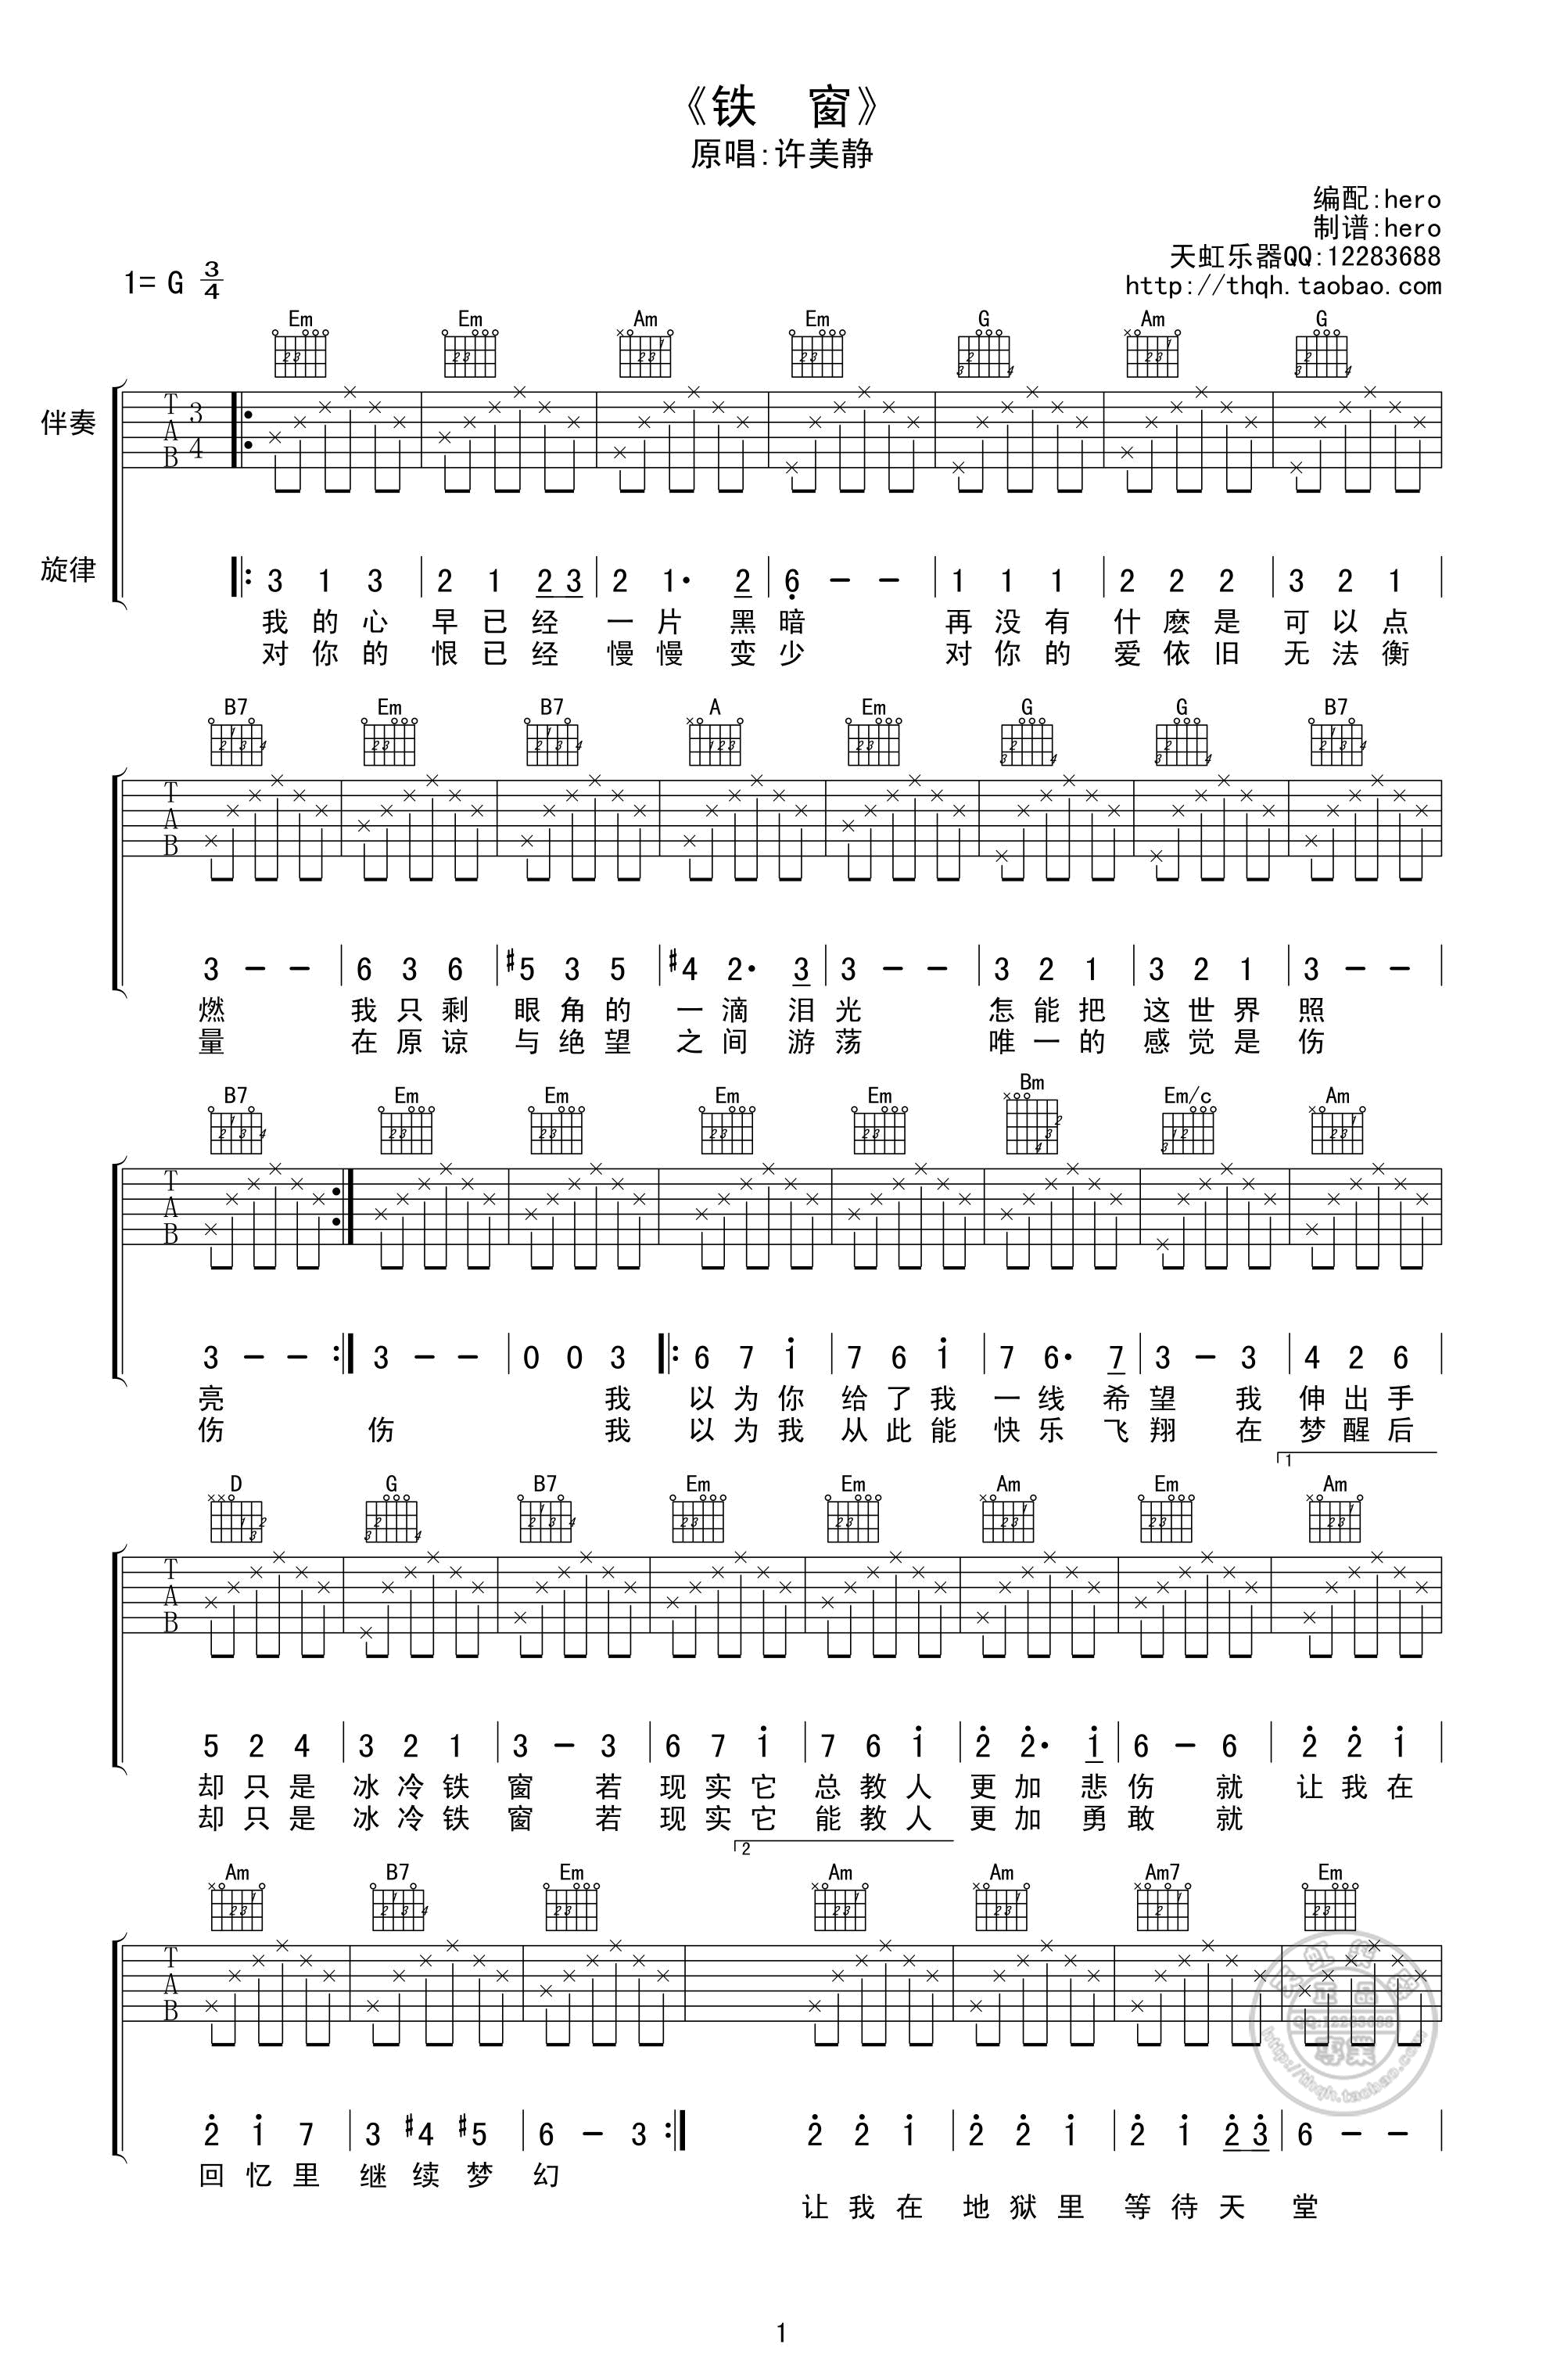 《铁　窗》
原唱:许美静
编配:hero
制谱:hero
天虹乐器QQ:12283688
http://thqh.taobao.com
1= G 3/4
Em Em Am Em G Am G
伴奏 T A B 3 4
旋律 3 1 3 | 2 1 2 3 | 2 1· 2 | 6 － － | 1 1 1 | 2 2 2 | 3 2 1
我 的 心 早 已 经 一 片 黑 暗 再 没 有 什 麽 是 可 以 点
对 你 的 恨 已 经 慢 慢 变 少 对 你 的 爱 依 旧 无 法 衡
B7 Em B7 A Em G G B7
T A B
3 － － | 6 3 6 | #5 3 5 | #4 2· 3 | 3 － － | 3 2 1 | 3 2 1 | 3 － －
燃 我 只 剩 眼 角 的 一 滴 泪 光 怎 能 把 这 世 界 照
量 在 原 谅 与 绝 望 之 间 游 荡 唯 一 的 感 觉 是 伤
B7 Em Em Em Em Bm Em/c Am
T A B
3 － － :| 3 － － | 0 0 3 |: 6 7 i | 7 6 i | 7 6· 7 | 3 － 3 | 4 2 6
亮 我 以 为 你 给 了 我 一 线 希 望 我 伸 出 手
伤 伤 我 以 为 我 从 此 能 快 乐 飞 翔 在 梦 醒 后
1
D G B7 Em Em Am Em Am
T A B
5 2 4 | 3 2 1 | 3 － 3 | 6 7 i | 7 6 i | 2̇ 2̇· i | 6 － 6 | 2̇ 2̇ i
却 只 是 冰 冷 铁 窗 若 现 实 它 总 教 人 更 加 悲 伤 就 让 我 在
却 只 是 冰 冷 铁 窗 若 现 实 它 能 教 人 更 加 勇 敢 就
2
Am B7 Em Am Am Am7 Em
T A B
2̇ i 7 | 3 #4 #5 | 6 － 3 :| 2̇ 2̇ i | 2̇ 2̇ i | 2̇ i 2̇ 3̇ | 6 － －
回 忆 里 继 续 梦 幻
让 我 在 地 狱 里 等 待 天 堂
天虹乐器
正品
QQ:12283688
專業
http://thqh.taobao.com
1